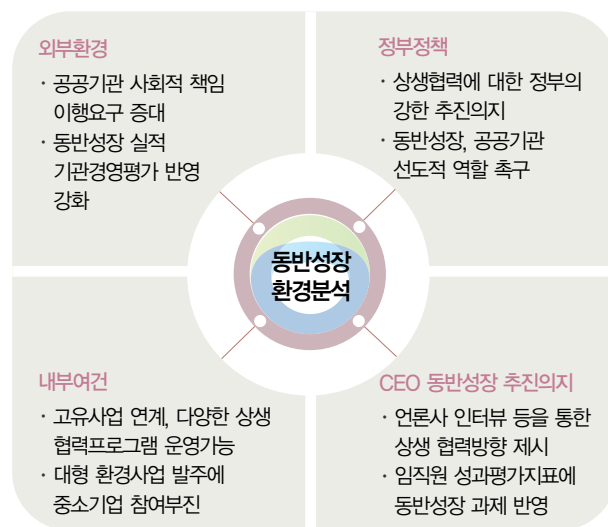 외부환경
· 공공기관 사회적 책임
이행요구 증대
· 동반성장 실적
기관경영평가 반영
강화
정부정책
· 상생협력에 대한 정부의
강한 추진의지
· 동반성장, 공공기관
선도적 역할 촉구
동반성장
환경분석
내부여건
· 고유사업 연계, 다양한 상생
협력프로그램 운영가능
· 대형 환경사업 발주에
중소기업 참여부진
CEO 동반성장 추진의지
· 언론사 인터뷰 등을 통한
상생 협력방향 제시
· 임직원 성과평가지표에
동반성장 과제 반영